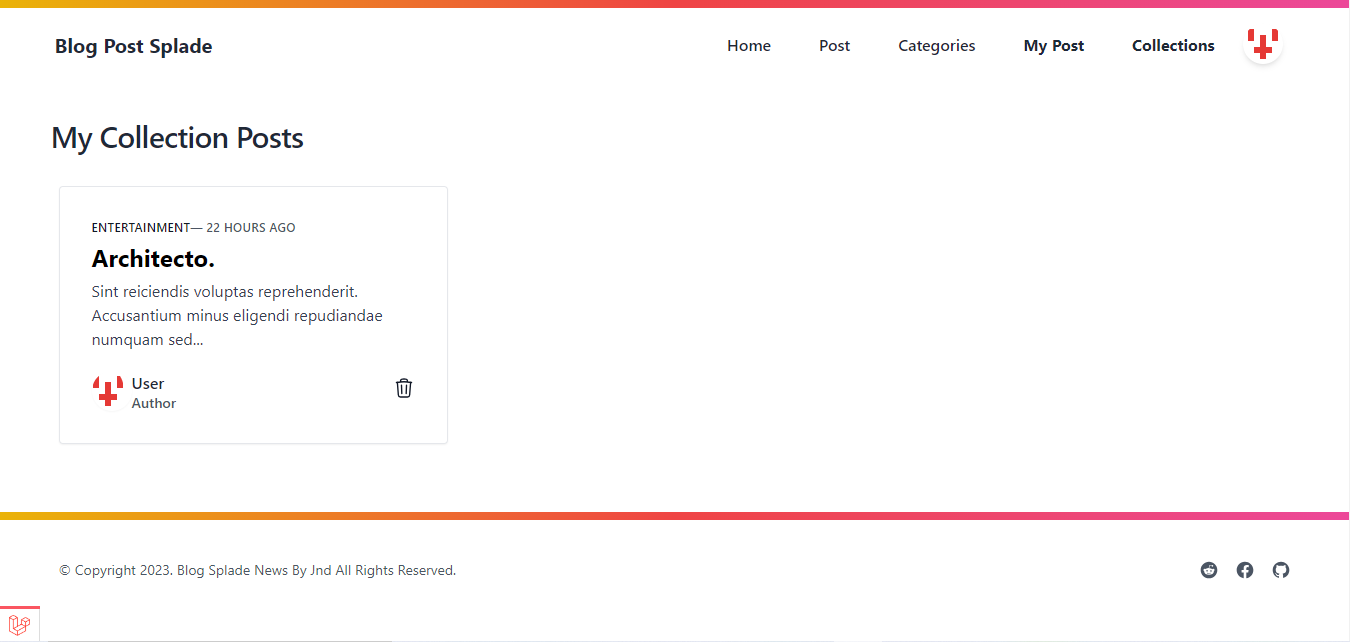 Blog Post Splade
Home Post Categories My Post Collections
My Collection Posts
ENTERTAINMENT— 22 HOURS AGO
Architecto.
Sint reiciendis voluptas reprehenderit.
Accusantium minus eligendi repudiandae
numquam sed...
User
Author
© Copyright 2023. Blog Splade News By Jnd All Rights Reserved.